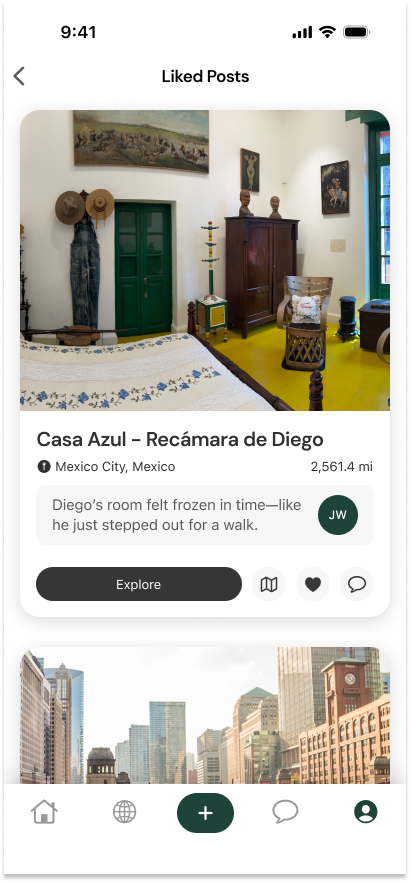 9:41
Liked Posts
Casa Azul - Recámara de Diego
Mexico City, Mexico
2,561.4 mi
Diego’s room felt frozen in time—like
he just stepped out for a walk.
JW
Explore